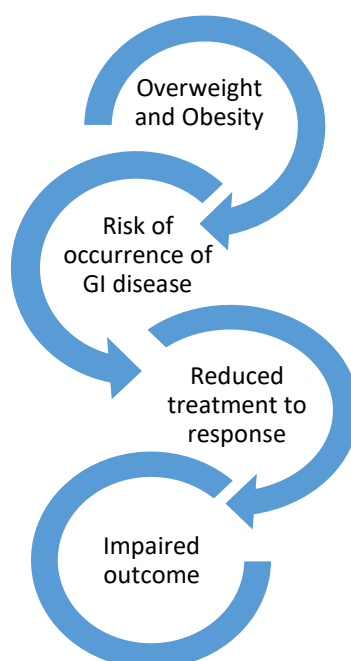 Overweight
and Obesity
Risk of
occurrence of
GI disease
Reduced
treatment to
response
Impaired
outcome